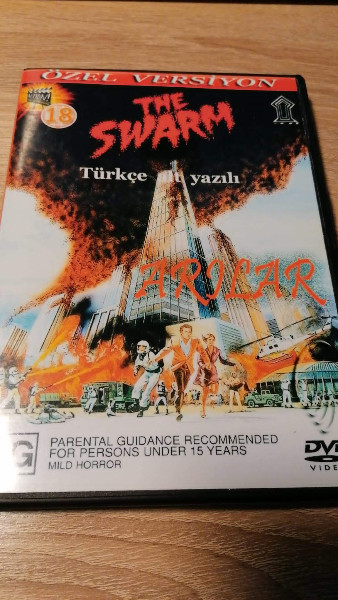 ÖZEL VERSİYON
18
THE
SWARM
Türkçe alt yazılı
ARILAR
G
PARENTAL GUIDANCE RECOMMENDED
FOR PERSONS UNDER 15 YEARS
MILD HORROR
DVD
VIDEO